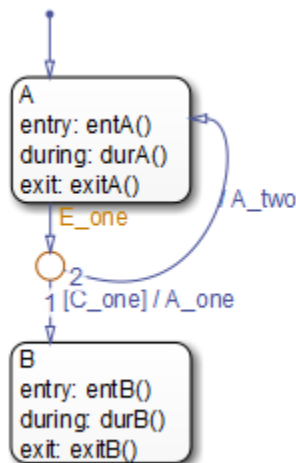 A
entry: entA()
during: durA()
exit: exitA()
E_one
/ A_two
2
1 [C_one] / A_one
B
entry: entB()
during: durB()
exit: exitB()